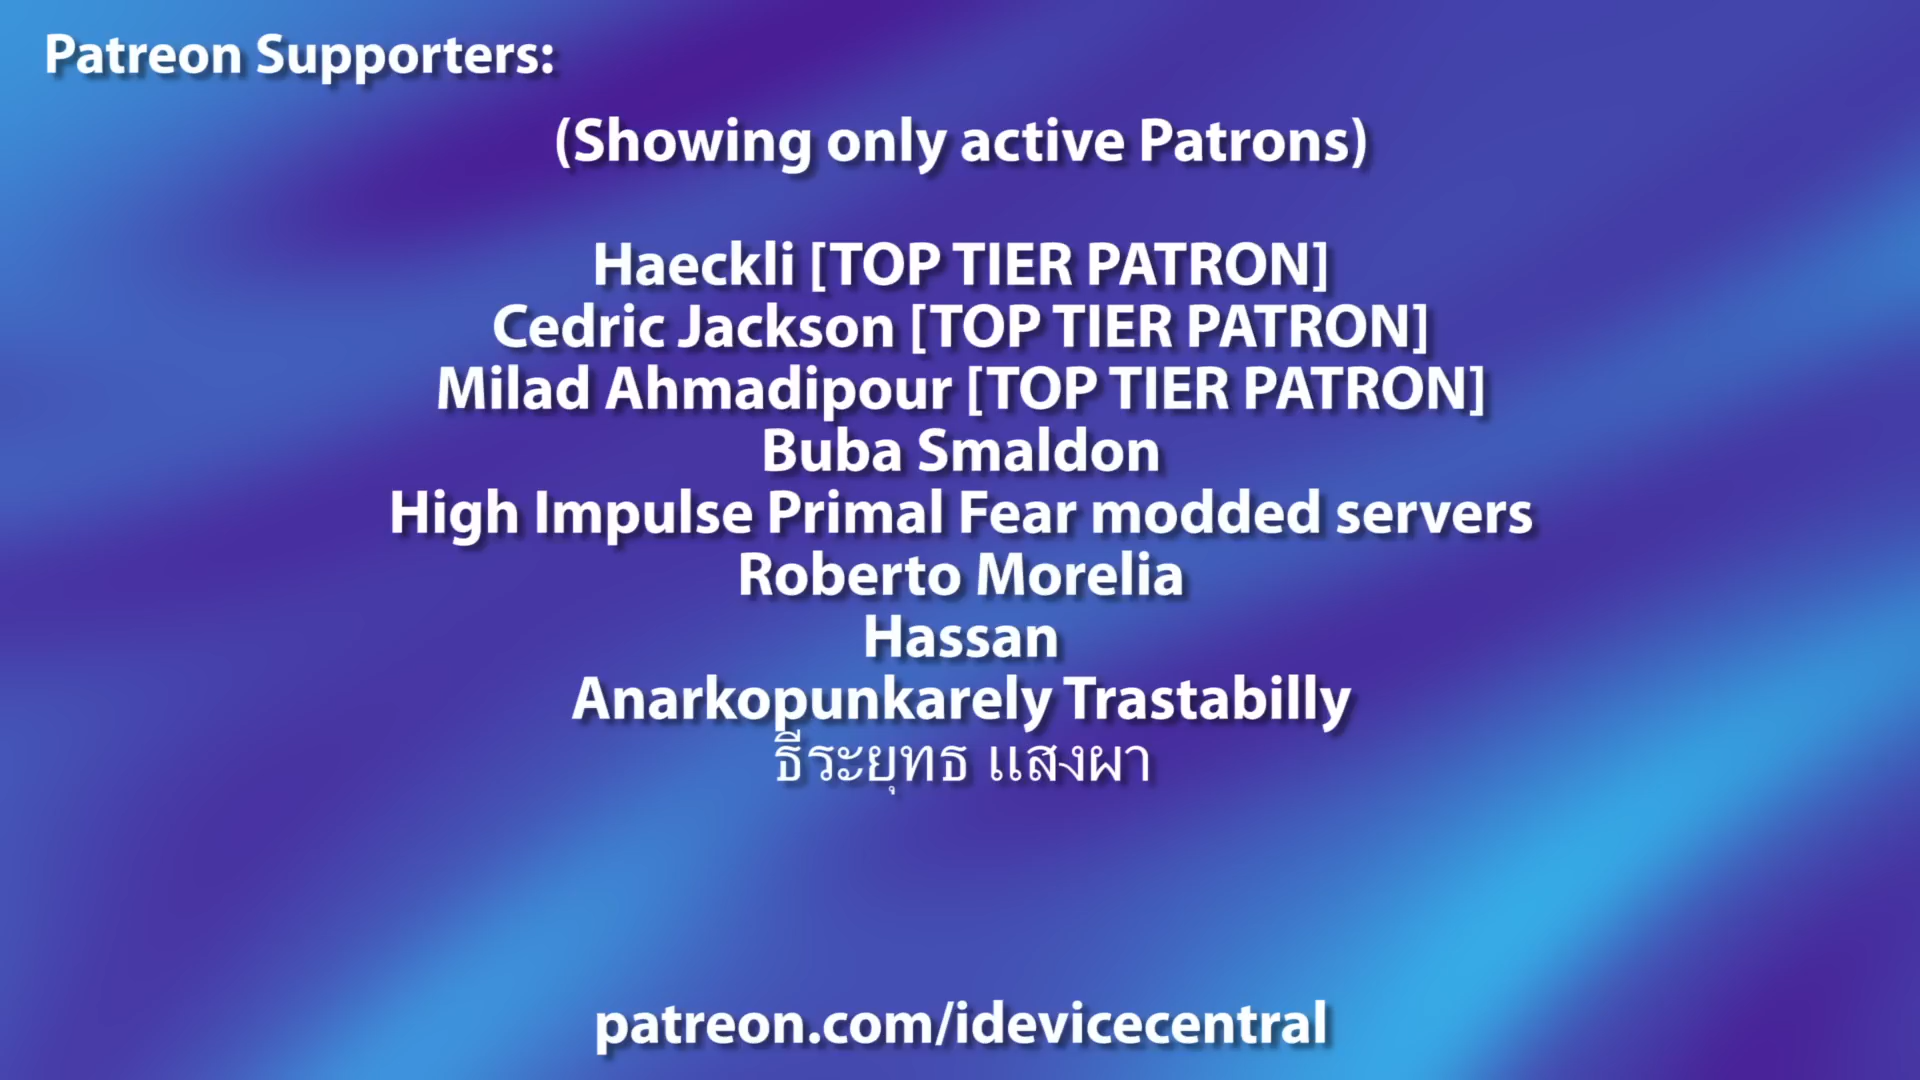 Patreon Supporters:
(Showing only active Patrons)
Haeckli [TOP TIER PATRON]
Cedric Jackson [TOP TIER PATRON]
Milad Ahmadipour [TOP TIER PATRON]
Buba Smaldon
High Impulse Primal Fear modded servers
Roberto Morelia
Hassan
Anarkopunkarely Trastabilly
ธีระยุทธ แสงผา
patreon.com/idevicecentral